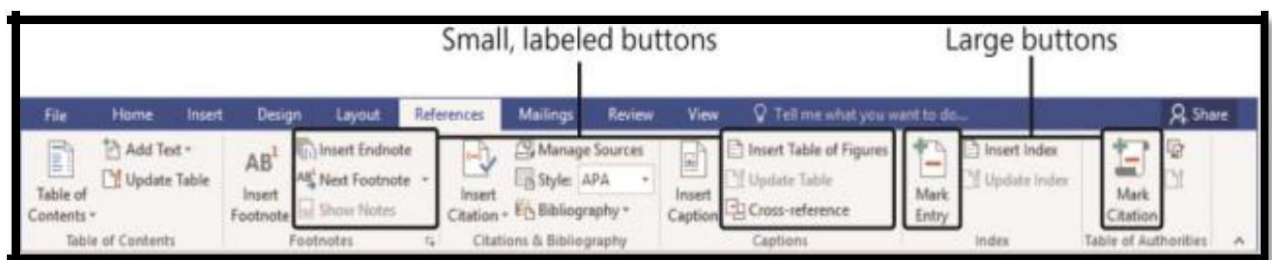 Small, labeled buttons Large buttons
File Home Insert Design Layout References Mailings Review View Tell me what you want to do... Share
Table of Contents
Add Text
Update Table
Table of Contents
AB1 Insert Footnote
Insert Endnote
AB1 Next Footnote
Show Notes
Footnotes
Insert Citation
Manage Sources
Style: APA
Bibliography
Citations & Bibliography
Insert Caption
Insert Table of Figures
Update Table
Cross-reference
Captions
Mark Entry
Insert Index
Update Index
Index
Mark Citation
Table of Authorities